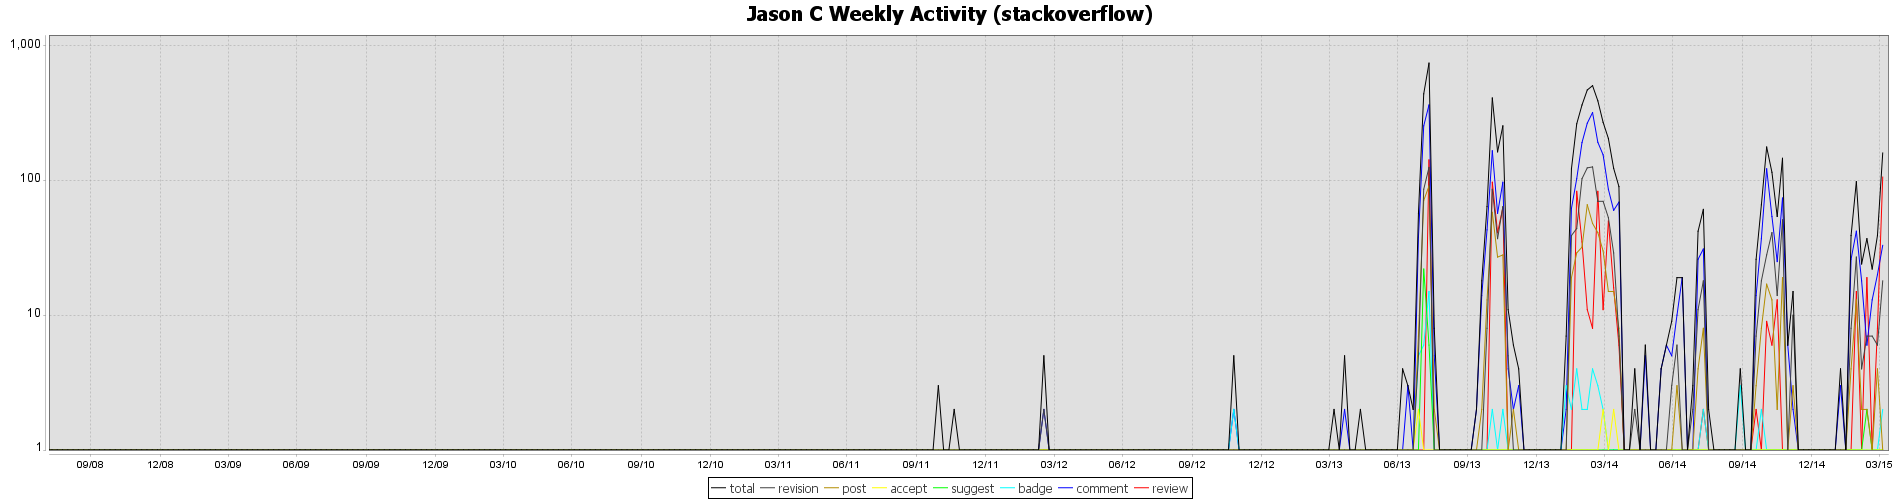 Jason C Weekly Activity (stackoverflow)
1,000
100
10
1
09/08 12/08 03/09 06/09 09/09 12/09 03/10 06/10 09/10 12/10 03/11 06/11 09/11 12/11 03/12 06/12 09/12 12/12 03/13 06/13 09/13 12/13 03/14 06/14 09/14 12/14 03/15
total revision post accept suggest badge comment review